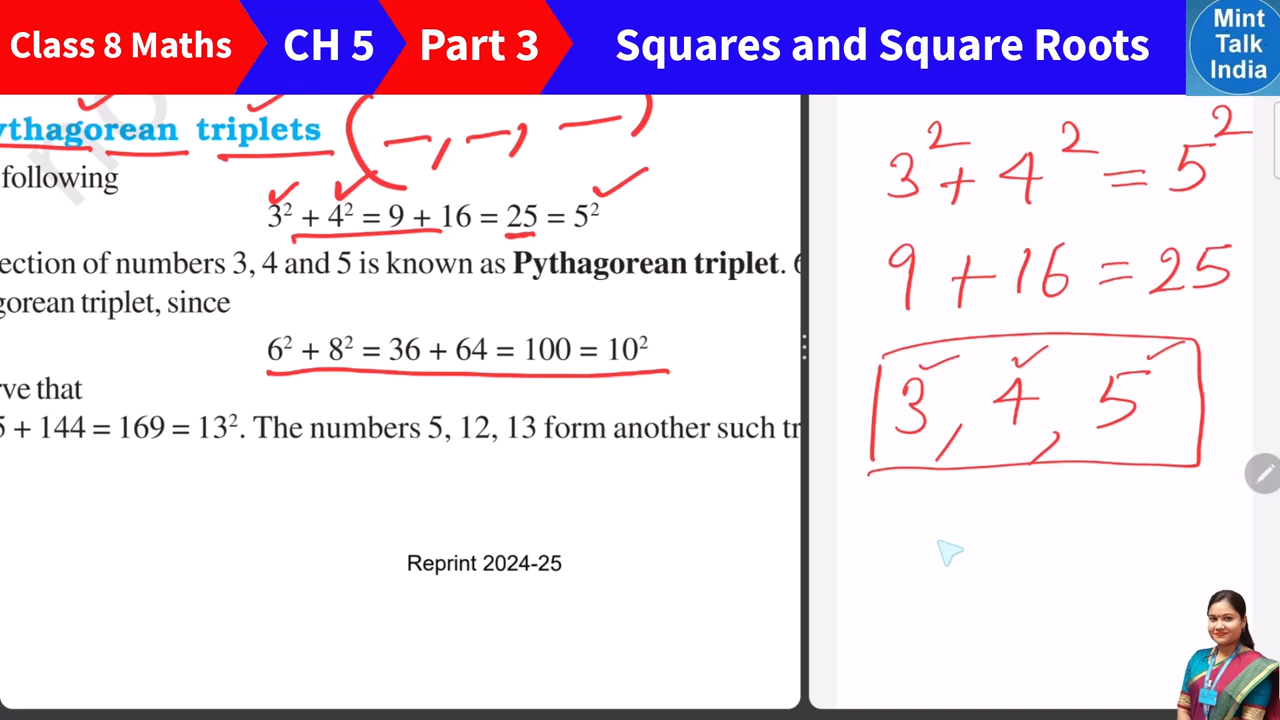 Class 8 Maths CH 5 Part 3 Squares and Square Roots
Mint
Talk
India
ythagorean triplets (–, –, –)
following
3² + 4² = 9 + 16 = 25 = 5²
ection of numbers 3, 4 and 5 is known as Pythagorean triplet. 6
gorean triplet, since
6² + 8² = 36 + 64 = 100 = 10²
ve that
5 + 144 = 169 = 13². The numbers 5, 12, 13 form another such tr
Reprint 2024-25
3² + 4² = 5²
9 + 16 = 25
3, 4, 5